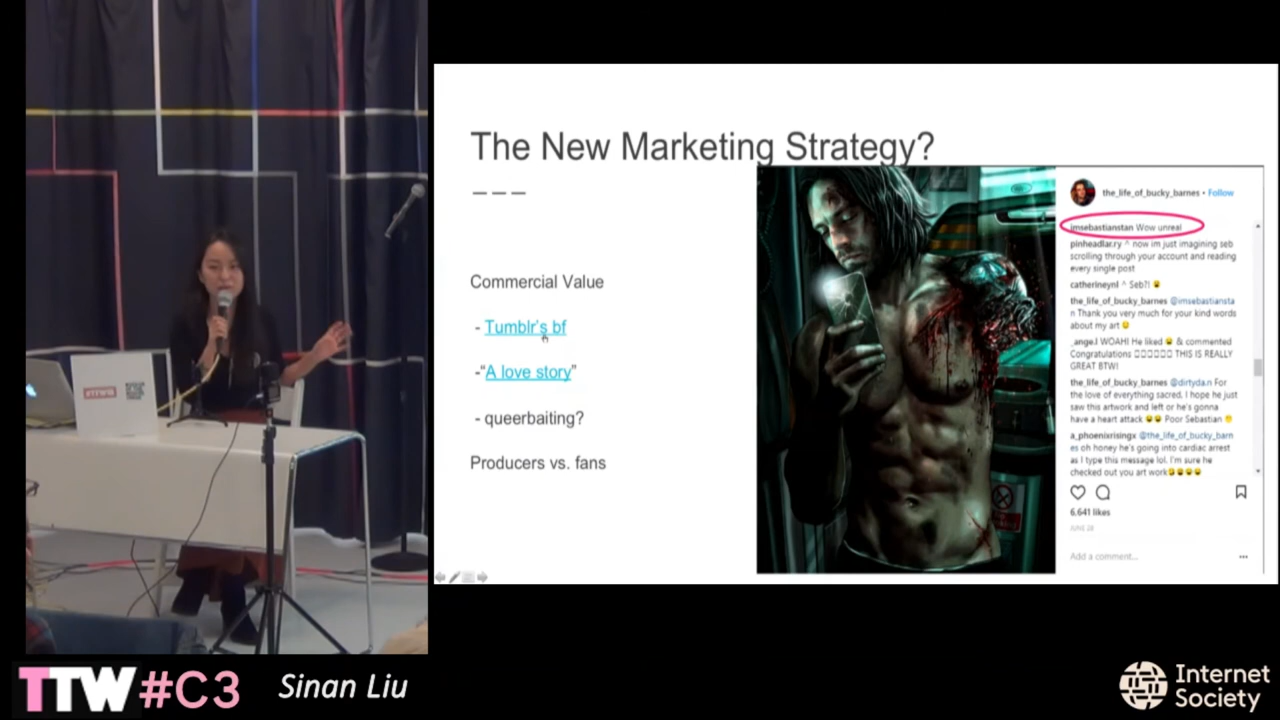 The New Marketing Strategy?
– – –
Commercial Value
- Tumblr's bf
-“A love story”
- queerbaiting?
Producers vs. fans
the_life_of_bucky_barnes • Follow
imsebastianstan Wow unreal
pinheadlar.ry ^ now im just imagining seb
scrolling through your account and reading
every single post
catherineynl ^ Seb?! 😫
the_life_of_bucky_barnes @imsebastiansta
n Thank you very much for your kind words
about my art
_ange.l WOAH! He liked & commented
Congratulations THIS IS REALLY
GREAT BTW!
the_life_of_bucky_barnes @dirtyda.n For
the love of everything sacred. I hope he just
saw this artwork and left or he's gonna
have a heart attack Poor Sebastian
a_phoenixrisingx @the_life_of_bucky_barn
es oh honey he's going into cardiac arrest
as I type this message lol. I'm sure he
checked out you art work
6,641 likes
JUNE 28
Add a comment...
#TTW
TTW#C3
Sinan Liu
Internet
Society